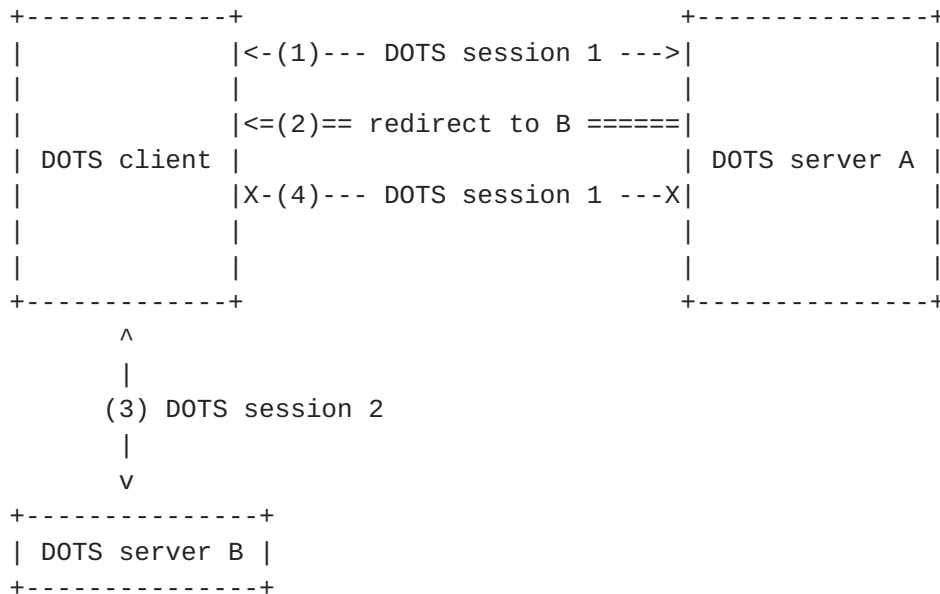 +-------------+                            +---------------+
|             |<-(1)--- DOTS session 1 --->|               |
|             |                            |               |
|             |<=(2)== redirect to B ======|               |
| DOTS client |                            | DOTS server A |
|             |X-(4)--- DOTS session 1 ---X|               |
|             |                            |               |
|             |                            |               |
+-------------+                            +---------------+
       ^
       |
      (3) DOTS session 2
       |
       v
+---------------+
| DOTS server B |
+---------------+